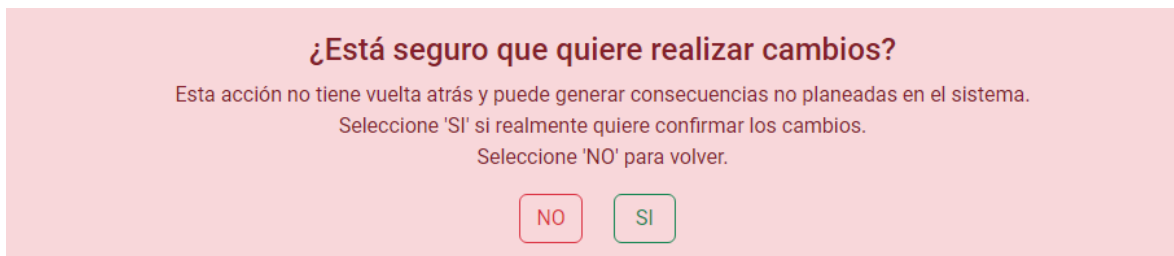 ¿Está seguro que quiere realizar cambios?
Esta acción no tiene vuelta atrás y puede generar consecuencias no planeadas en el sistema.
Seleccione 'SI' si realmente quiere confirmar los cambios.
Seleccione 'NO' para volver.
NO SI